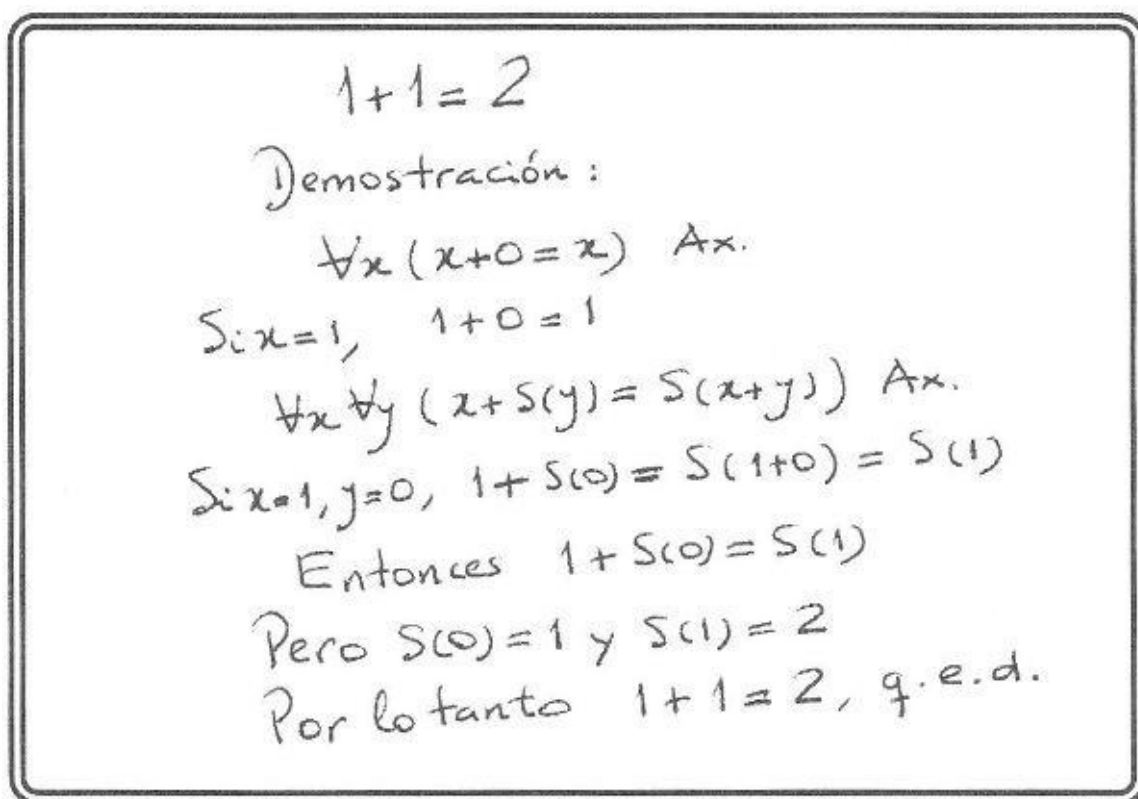 1+1=2
Demostración:
∀x(x+0=x) Ax.
Si x=1, 1+0=1
∀x∀y(x+S(y)=S(x+y)) Ax.
Si x=1, y=0, 1+S(0)=S(1+0)=S(1)
Entonces 1+S(0)=S(1)
Pero S(0)=1 y S(1)=2
Por lo tanto 1+1=2, q.e.d.